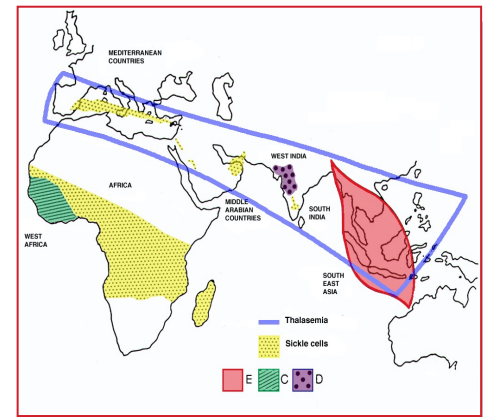 MEDITERRANEAN
COUNTRIES
WEST INDIA
AFRICA
MIDDLE
ARABIAN
COUNTRIES
SOUTH
INDIA
WEST
AFRICA
SOUTH
EAST
ASIA
Thalasemia
Sickle cells
E C D